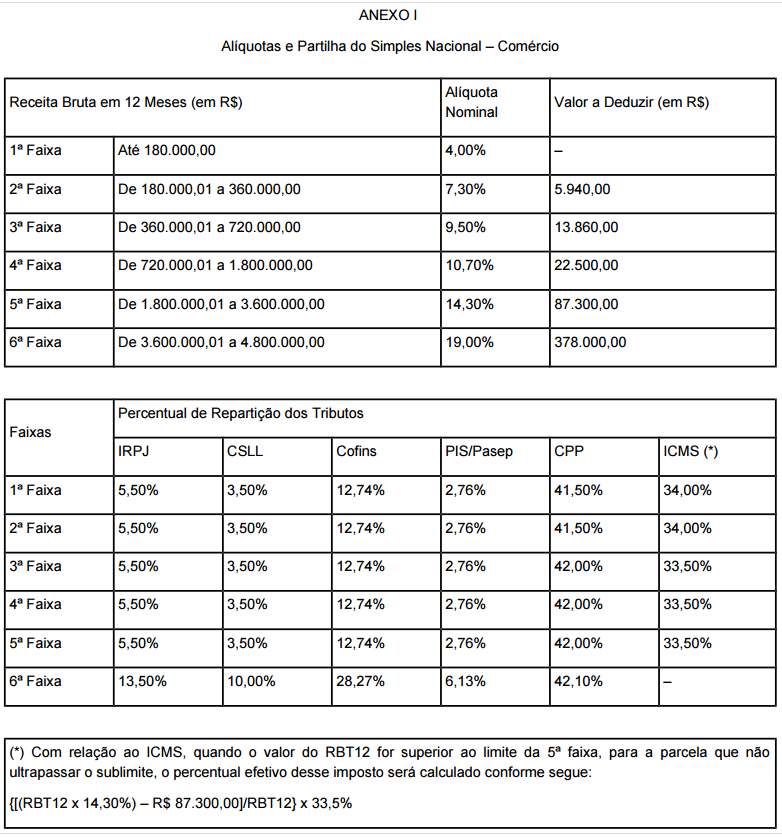 ANEXO I
Alíquotas e Partilha do Simples Nacional – Comércio
Receita Bruta em 12 Meses (em R$) Alíquota Nominal Valor a Deduzir (em R$)
1ª Faixa Até 180.000,00 4,00% –
2ª Faixa De 180.000,01 a 360.000,00 7,30% 5.940,00
3ª Faixa De 360.000,01 a 720.000,00 9,50% 13.860,00
4ª Faixa De 720.000,01 a 1.800.000,00 10,70% 22.500,00
5ª Faixa De 1.800.000,01 a 3.600.000,00 14,30% 87.300,00
6ª Faixa De 3.600.000,01 a 4.800.000,00 19,00% 378.000,00
Faixas Percentual de Repartição dos Tributos
IRPJ CSLL Cofins PIS/Pasep CPP ICMS (*)
1ª Faixa 5,50% 3,50% 12,74% 2,76% 41,50% 34,00%
2ª Faixa 5,50% 3,50% 12,74% 2,76% 41,50% 34,00%
3ª Faixa 5,50% 3,50% 12,74% 2,76% 42,00% 33,50%
4ª Faixa 5,50% 3,50% 12,74% 2,76% 42,00% 33,50%
5ª Faixa 5,50% 3,50% 12,74% 2,76% 42,00% 33,50%
6ª Faixa 13,50% 10,00% 28,27% 6,13% 42,10% –
(*) Com relação ao ICMS, quando o valor do RBT12 for superior ao limite da 5ª faixa, para a parcela que não
ultrapassar o sublimite, o percentual efetivo desse imposto será calculado conforme segue:
{[(RBT12 x 14,30%) – R$ 87.300,00]/RBT12} x 33,5%